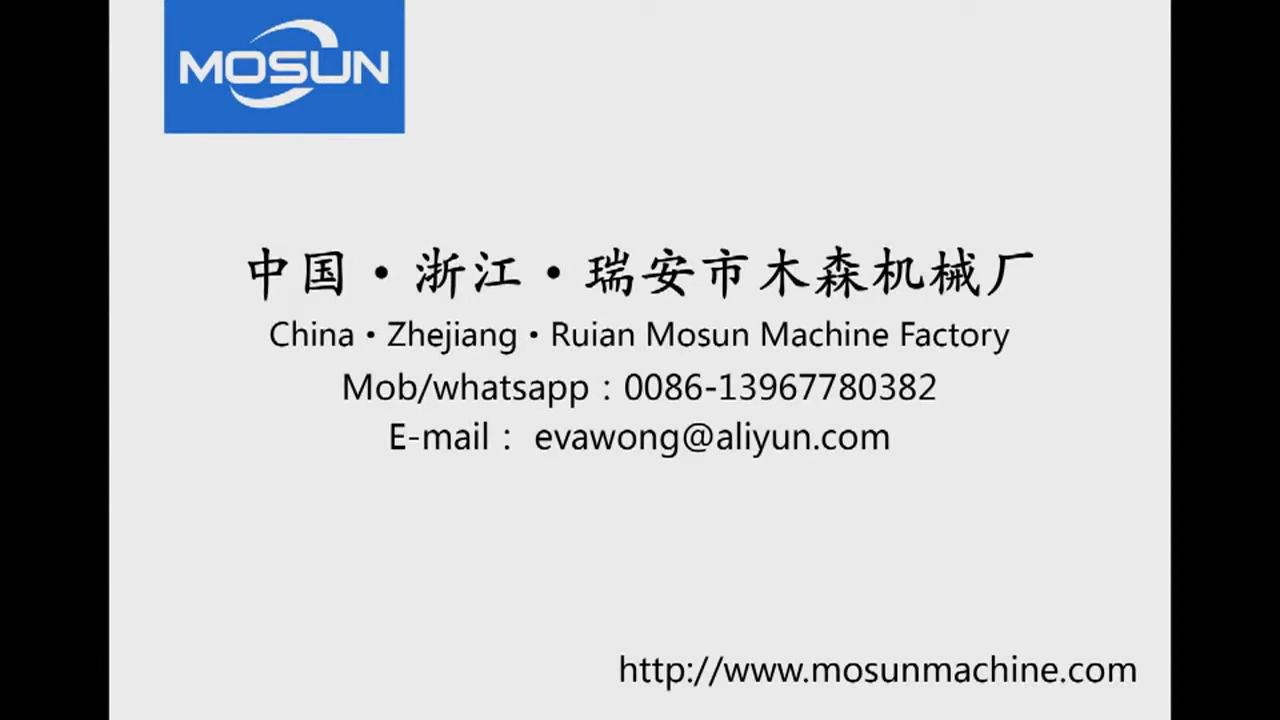 MOSUN
中国·浙江·瑞安市木森机械厂
China·Zhejiang·Ruian Mosun Machine Factory
Mob/whatsapp：0086-13967780382
E-mail： evawong@aliyun.com
http://www.mosunmachine.com